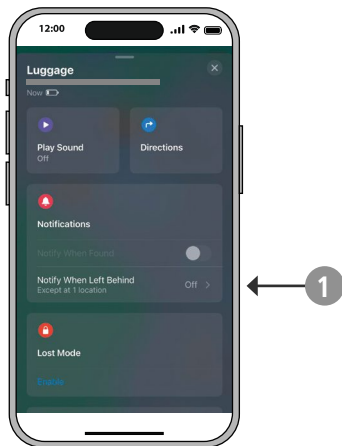 12:00
Luggage
Now
Play Sound
Off
Directions
Notifications
Notify When Found
Notify When Left Behind
Except at 1 location
Off
1
Lost Mode
Enable